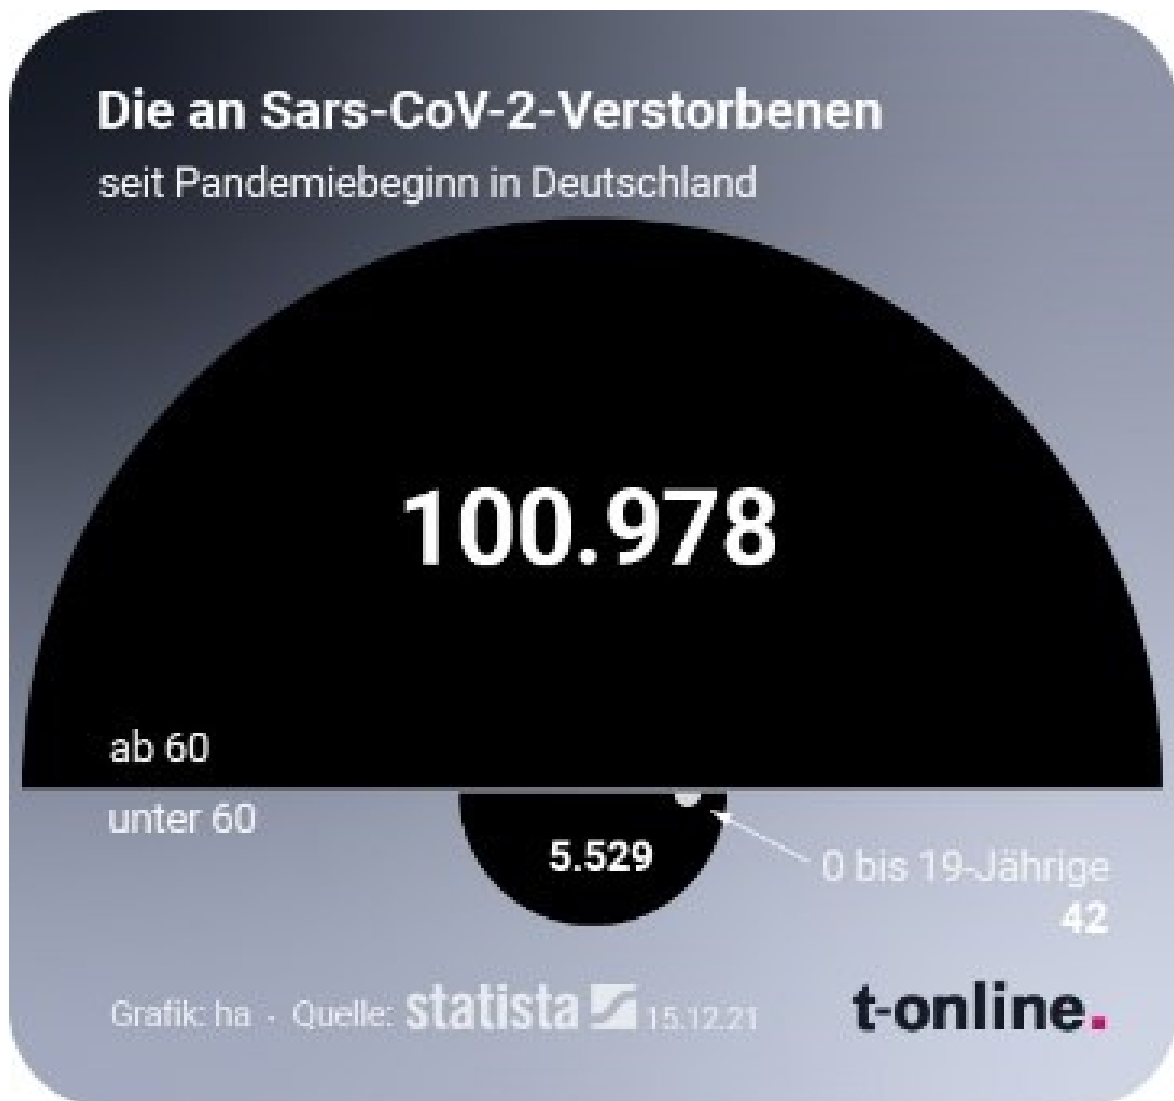 Die an Sars-CoV-2-Verstorbenen
seit Pandemiebeginn in Deutschland
100.978
ab 60
unter 60
5.529
0 bis 19-Jährige
42
Grafik: ha · Quelle: statista 15.12.21
t-online.